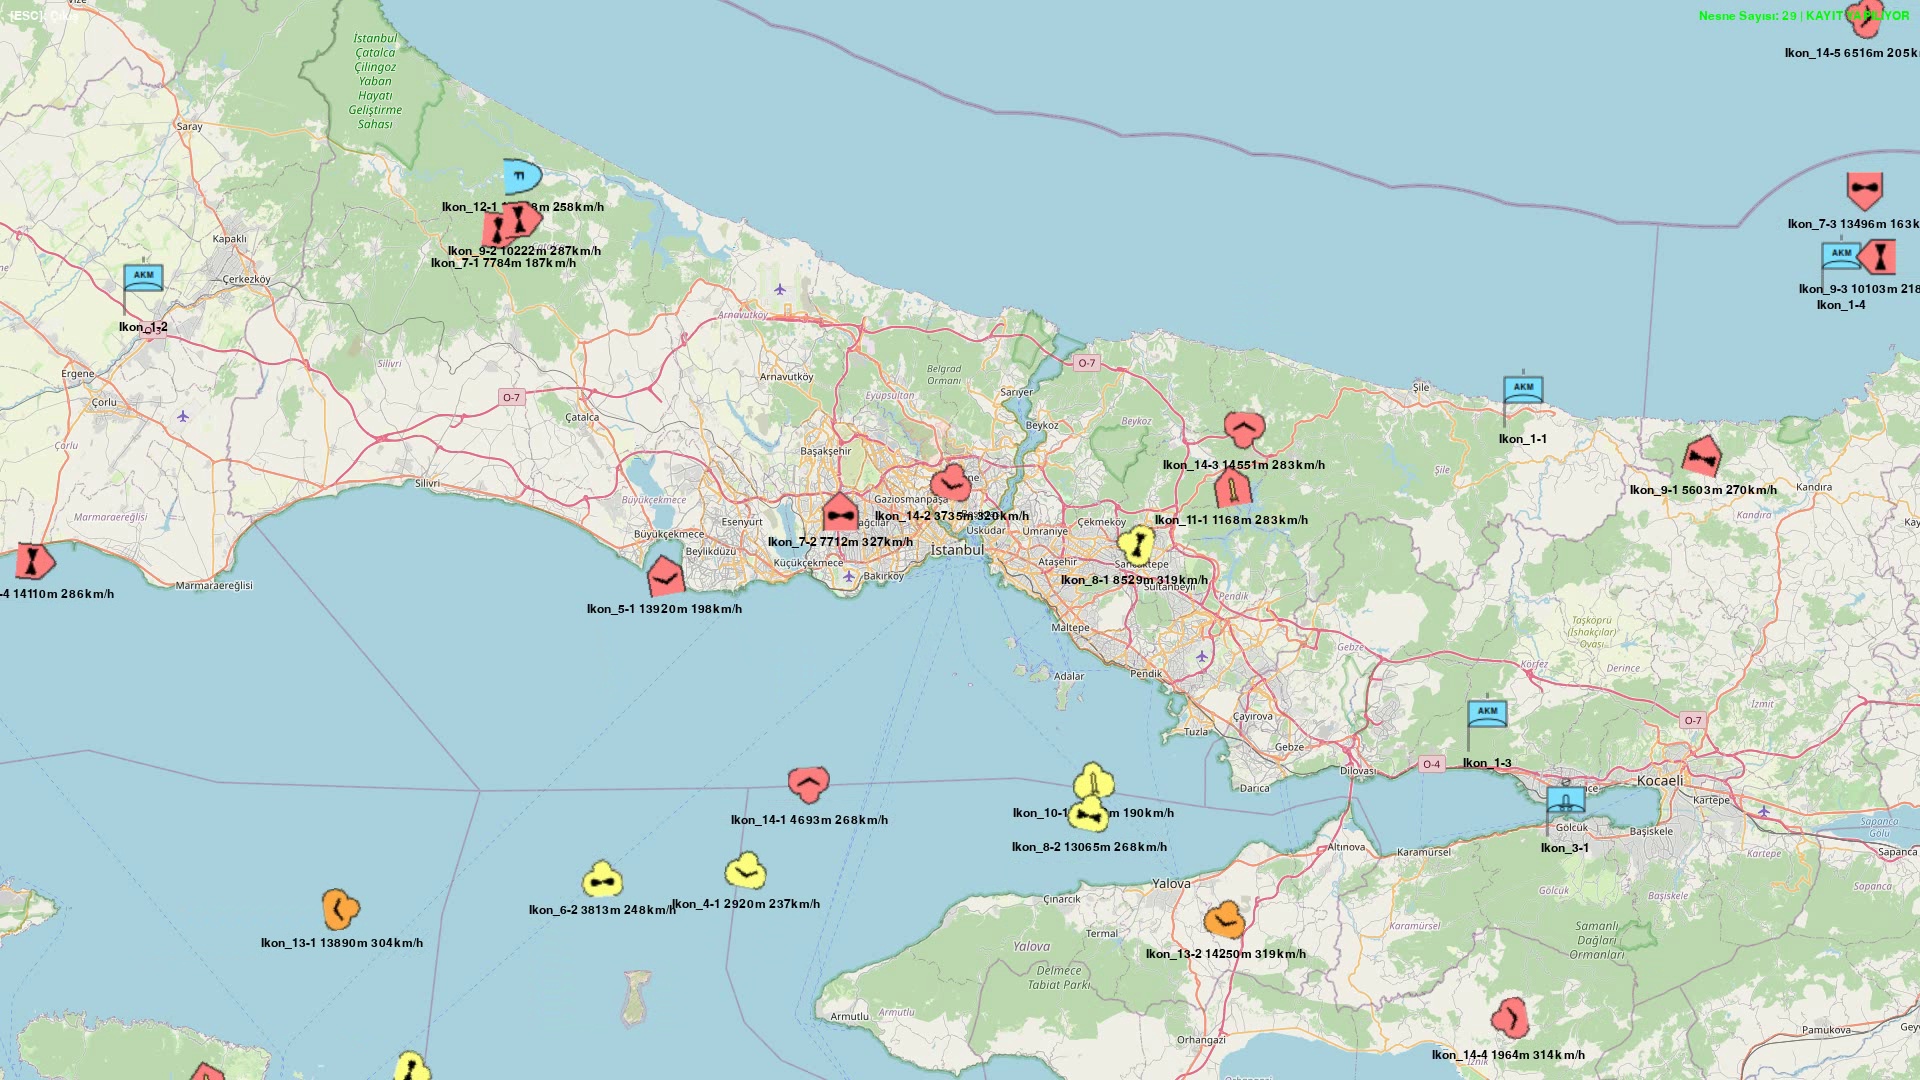 [ESC]: Çıkış
Nesne Sayısı: 29 | KAYIT YAPILIYOR
Vize
Ikon_14-5 6516m 205k
İstanbul
Çatalca
Çilingoz
Yaban
Hayatı
Geliştirme
Sahası
Saray
F
Ikon_12-1
m 258km/h
Ikon_9-2 10222m 287km/h
Ikon_7-1 7784m 187km/h
Kapaklı
Çerkezköy
AKM
Ikon_1-2
Ikon_7-3 13496m 163k
AKM
Ikon_9-3 10103m 218
Ikon_1-4
Arnavutköy
O-7
Silivri
Ergene
Çorlu
Çorlu
O-7
Çatalca
Arnavutköy
Belgrad
Ormanı
Eyüpsultan
Sarıyer
Beykoz
Beykoz
Şile
AKM
Ikon_1-1
Başakşehir
Ikon_14-3 14551m 283km/h
Şile
Ikon_9-1 5603m 270km/h
Kandıra
Kandıra
Silivri
Marmaraereğlisi
Büyükçekmece
Gaziosmanpaşa
Ikon_14-2 3735m 320km/h
Ikon_11-1 1168m 283km/h
Esenyurt
Büyükçekmece
Beylikdüzü
Ikon_7-2 7712m 327km/h
Küçükçekmece
Bakırköy
İstanbul
Üsküdar
Ümraniye
Çekmeköy
Ataşehir
Sancaktepe
Ikon_8-1 8529m 319km/h
Sultanbeyli
Pendik
Marmaraereğlisi
-4 14110m 286km/h
Ikon_5-1 13920m 198km/h
Maltepe
Taşköprü
(İshakçılar)
Ovası
Gebze
Körfez
Derince
Adalar
Pendik
İzmit
Çayırova
Tuzla
Gebze
AKM
Ikon_1-3
O-7
O-4
Dilovası
Darıca
Kocaeli
Kartepe
Ikon_14-1 4693m 268km/h
Ikon_10-1
m 190km/h
Ikon_8-2 13065m 268km/h
Gölcük
Başiskele
Ikon_3-1
Altınova
Karamürsel
Kartepe
Sapanca
Gölü
Sapanca
Sapanca
Yalova
Çınarcık
Gölcük
Başiskele
Ikon_6-2 3813m 248km/h
Ikon_4-1 2920m 237km/h
Ikon_13-1 13890m 304km/h
Termal
Yalova
Ikon_13-2 14250m 319km/h
Karamürsel
Samanlı
Dağları
Ormanları
Delmece
Tabiat Parkı
Armutlu
Armutlu
Orhangazi
Pamukova
Ikon_14-4 1964m 314km/h
İznik
Orhangazi